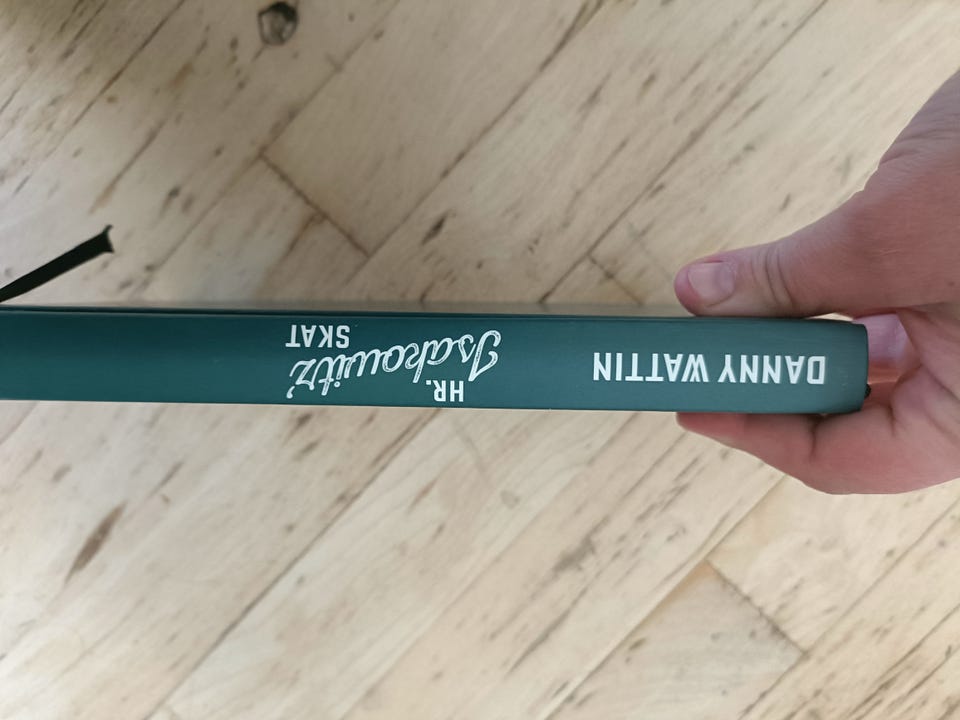 DANNY WATTIN
HR.
Isakowitz'
SKAT